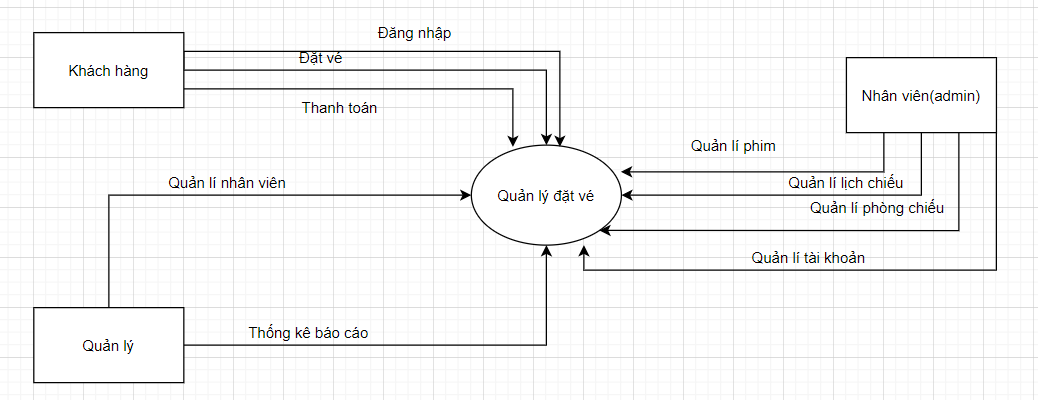 Đăng nhập
Đặt vé
Khách hàng
Thanh toán
Nhân viên(admin)
Quản lí phim
Quản lí nhân viên
Quản lý đặt vé
Quản lí lịch chiếu
Quản lí phòng chiếu
Quản lí tài khoản
Thống kê báo cáo
Quản lý